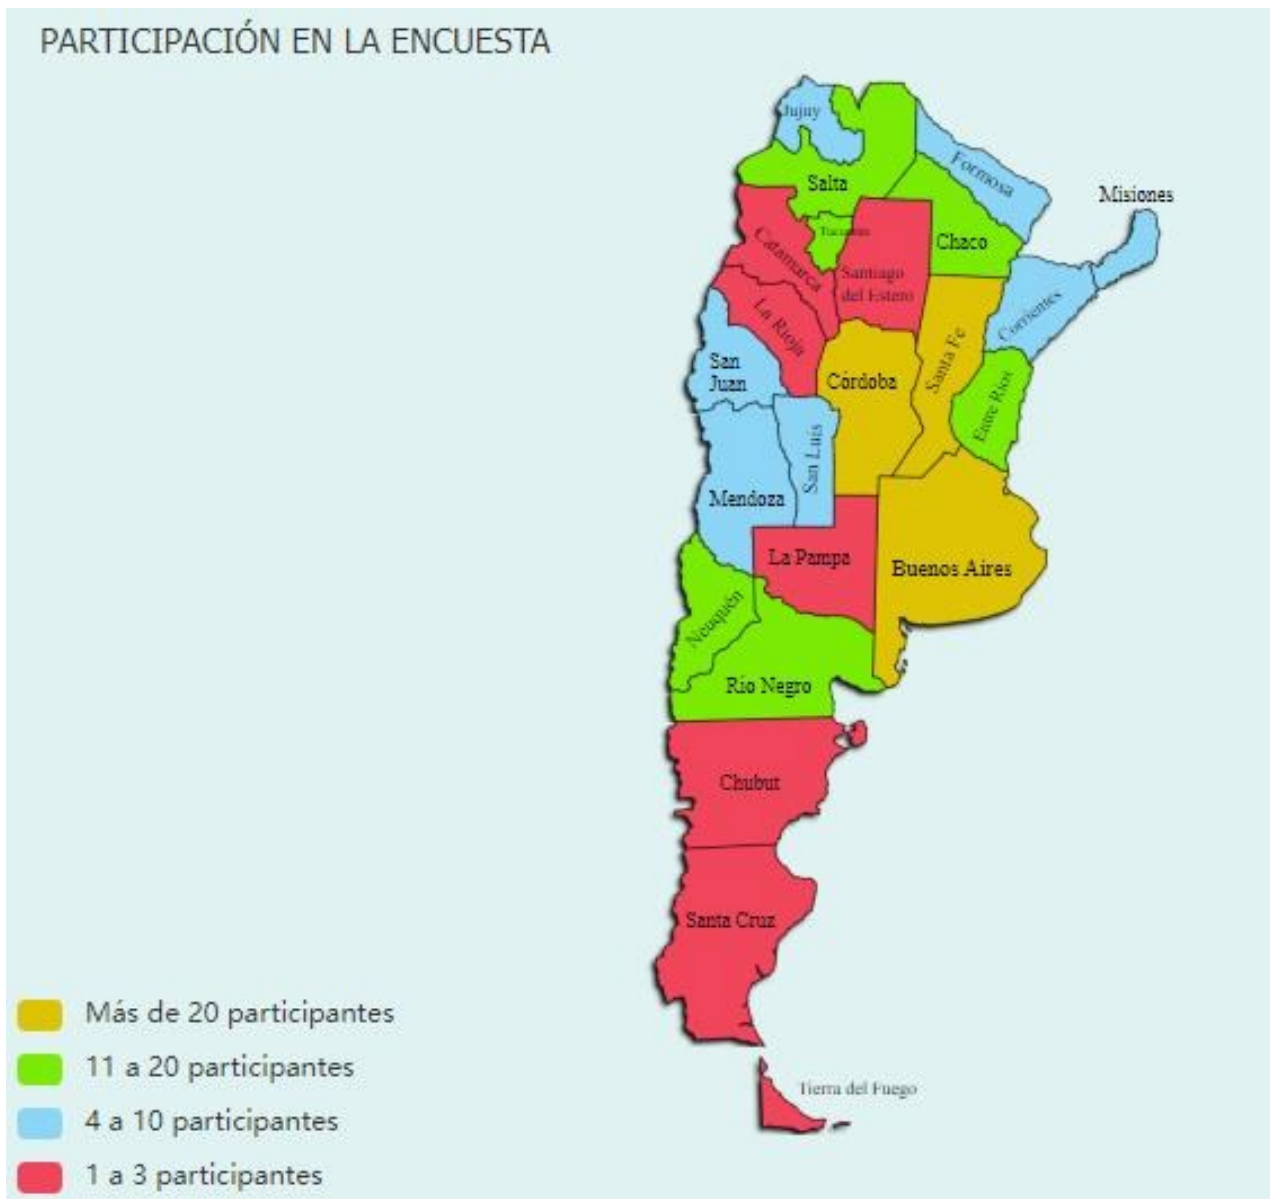 PARTICIPACIÓN EN LA ENCUESTA
Jujuy
Formosa
Salta
Misiones
Tucumán
Chaco
Catamarca
Santiago
del Estero
La Rioja
Corrientes
Santa Fe
San
Juan
Córdoba
Entre Ríos
San Luis
Mendoza
La Pampa
Buenos Aires
Neuquén
Río Negro
Chubut
Santa Cruz
Más de 20 participantes
11 a 20 participantes
Tierra del Fuego
4 a 10 participantes
1 a 3 participantes